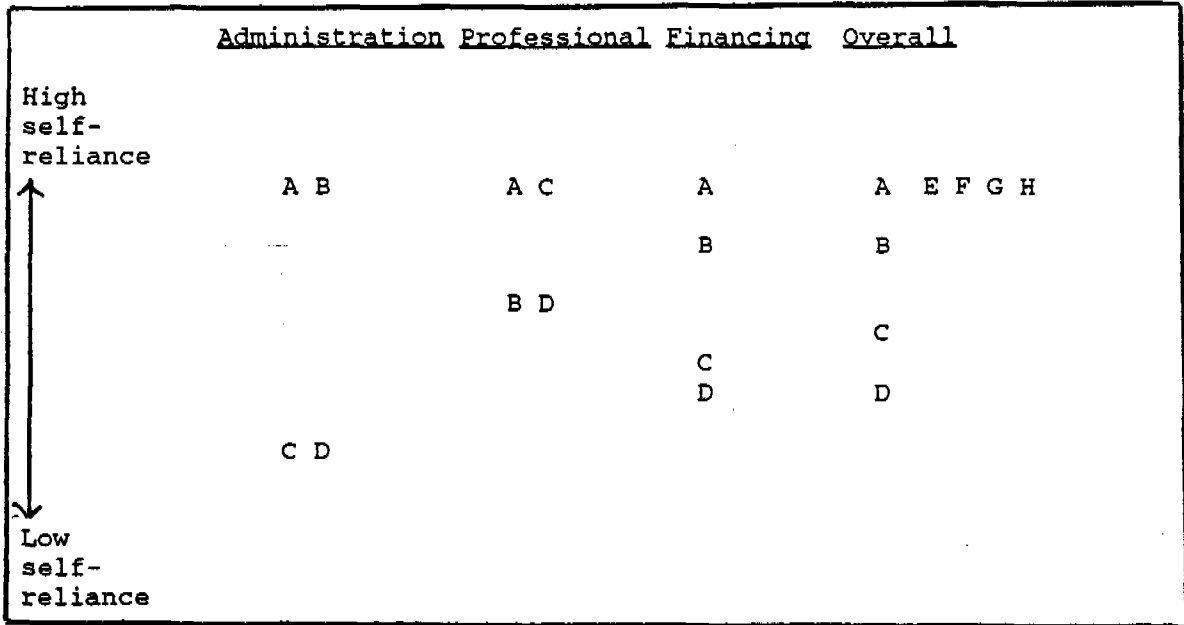 Administration Professional Financing Overall
High
self-
reliance
A B A C A A E F G H
B B
B D
C
C
D D
C D
Low
self-
reliance